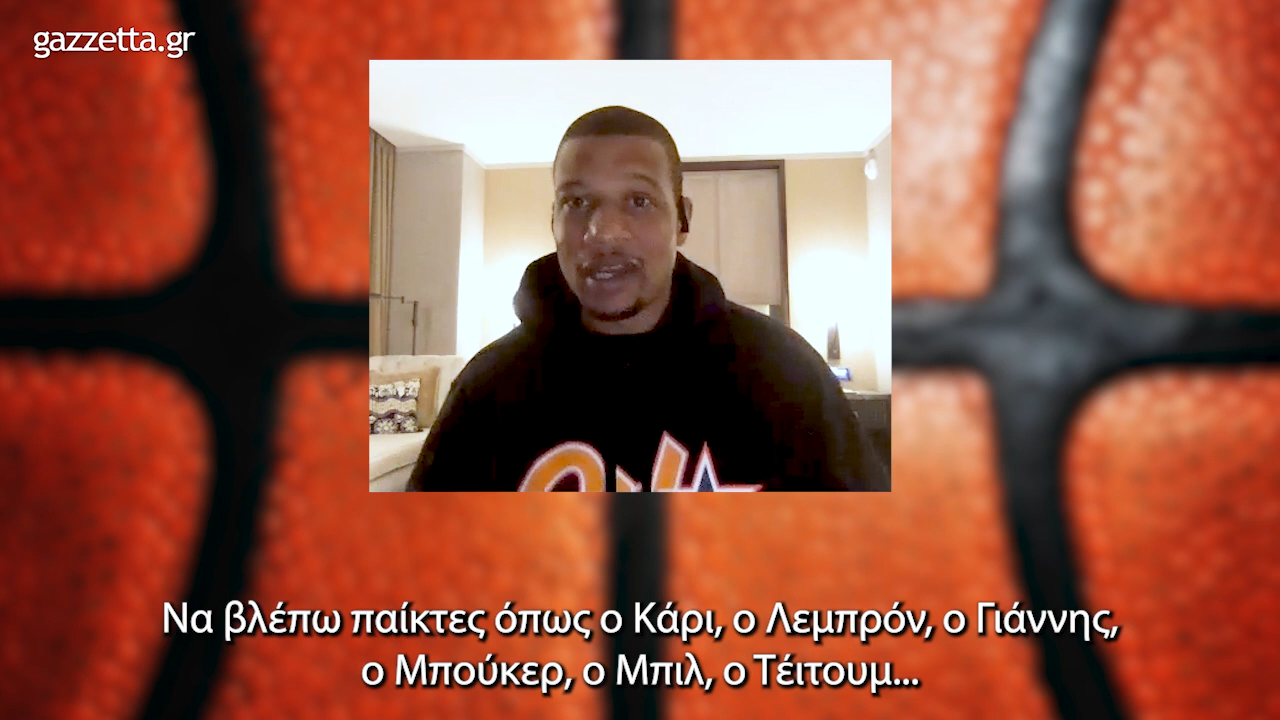 gazzetta.gr
Να βλέπω παίκτες όπως ο Κάρι, ο Λεμπρόν, ο Γιάννης,
ο Μπούκερ, ο Μπιλ, ο Τέιτουμ...